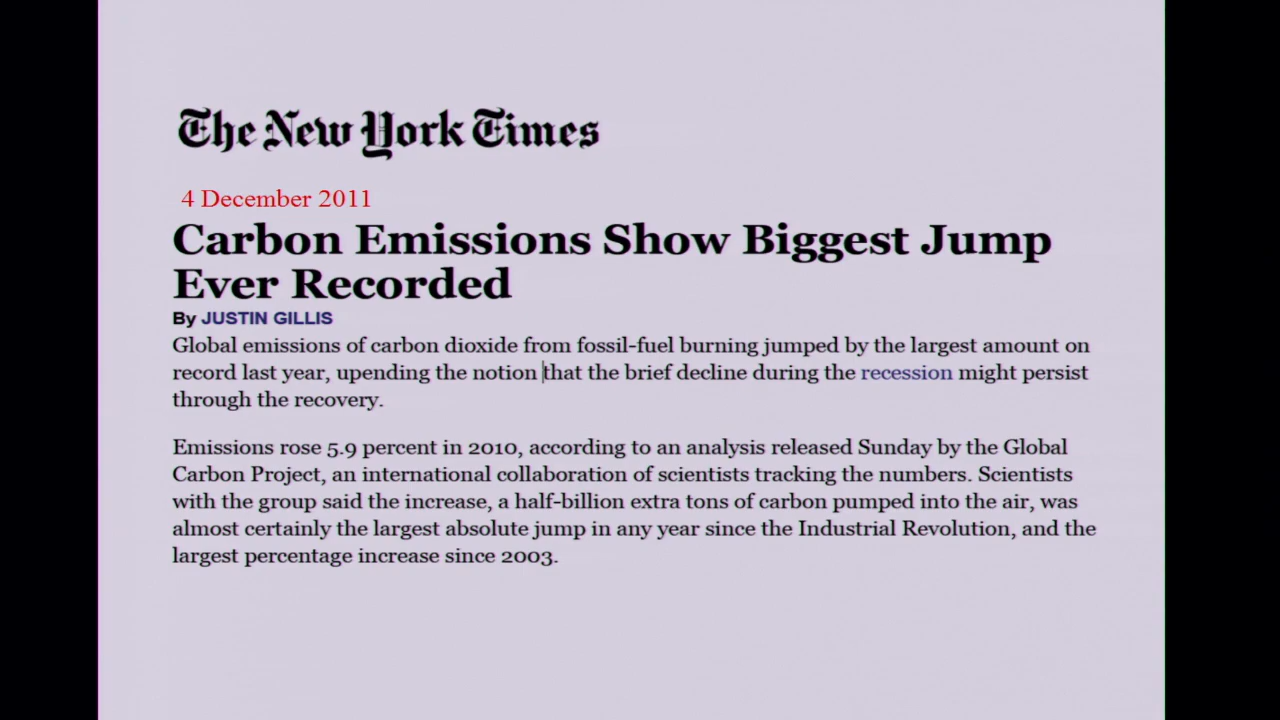 The New York Times
4 December 2011
Carbon Emissions Show Biggest Jump
Ever Recorded
By JUSTIN GILLIS
Global emissions of carbon dioxide from fossil-fuel burning jumped by the largest amount on
record last year, upending the notion that the brief decline during the recession might persist
through the recovery.
Emissions rose 5.9 percent in 2010, according to an analysis released Sunday by the Global
Carbon Project, an international collaboration of scientists tracking the numbers. Scientists
with the group said the increase, a half-billion extra tons of carbon pumped into the air, was
almost certainly the largest absolute jump in any year since the Industrial Revolution, and the
largest percentage increase since 2003.